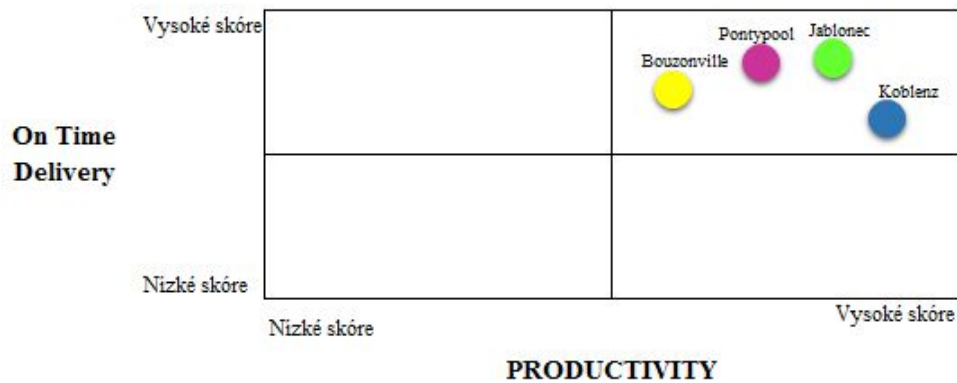 Vysoké skóre
Pontypool
Jablonec
Bouzonville
Koblenz
On Time
Delivery
Nízké skóre
Nízké skóre
Vysoké skóre
PRODUCTIVITY